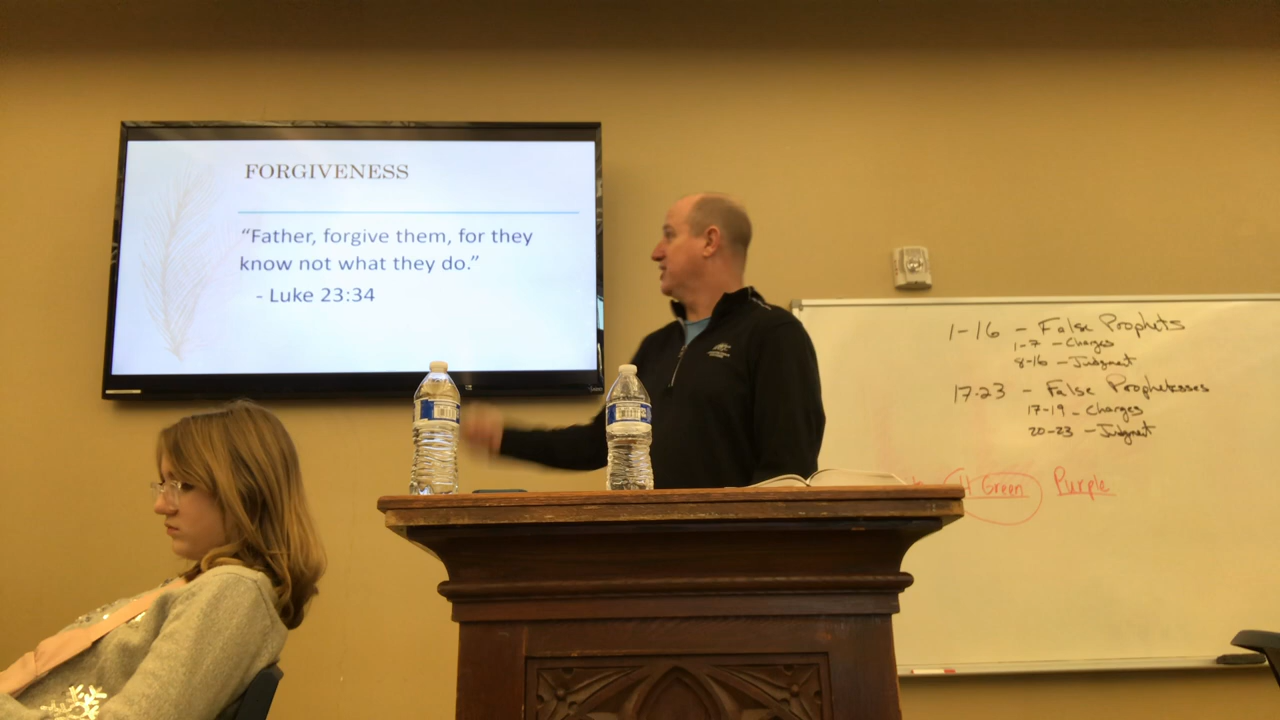 FORGIVENESS
“Father, forgive them, for they
know not what they do.”
- Luke 23:34
1-16 - False Prophets
1-7 - Charges
8-16 - Judgment
17-23 - False Prophetesses
17-19 - Charges
20-23 - Judgment
Green Purple